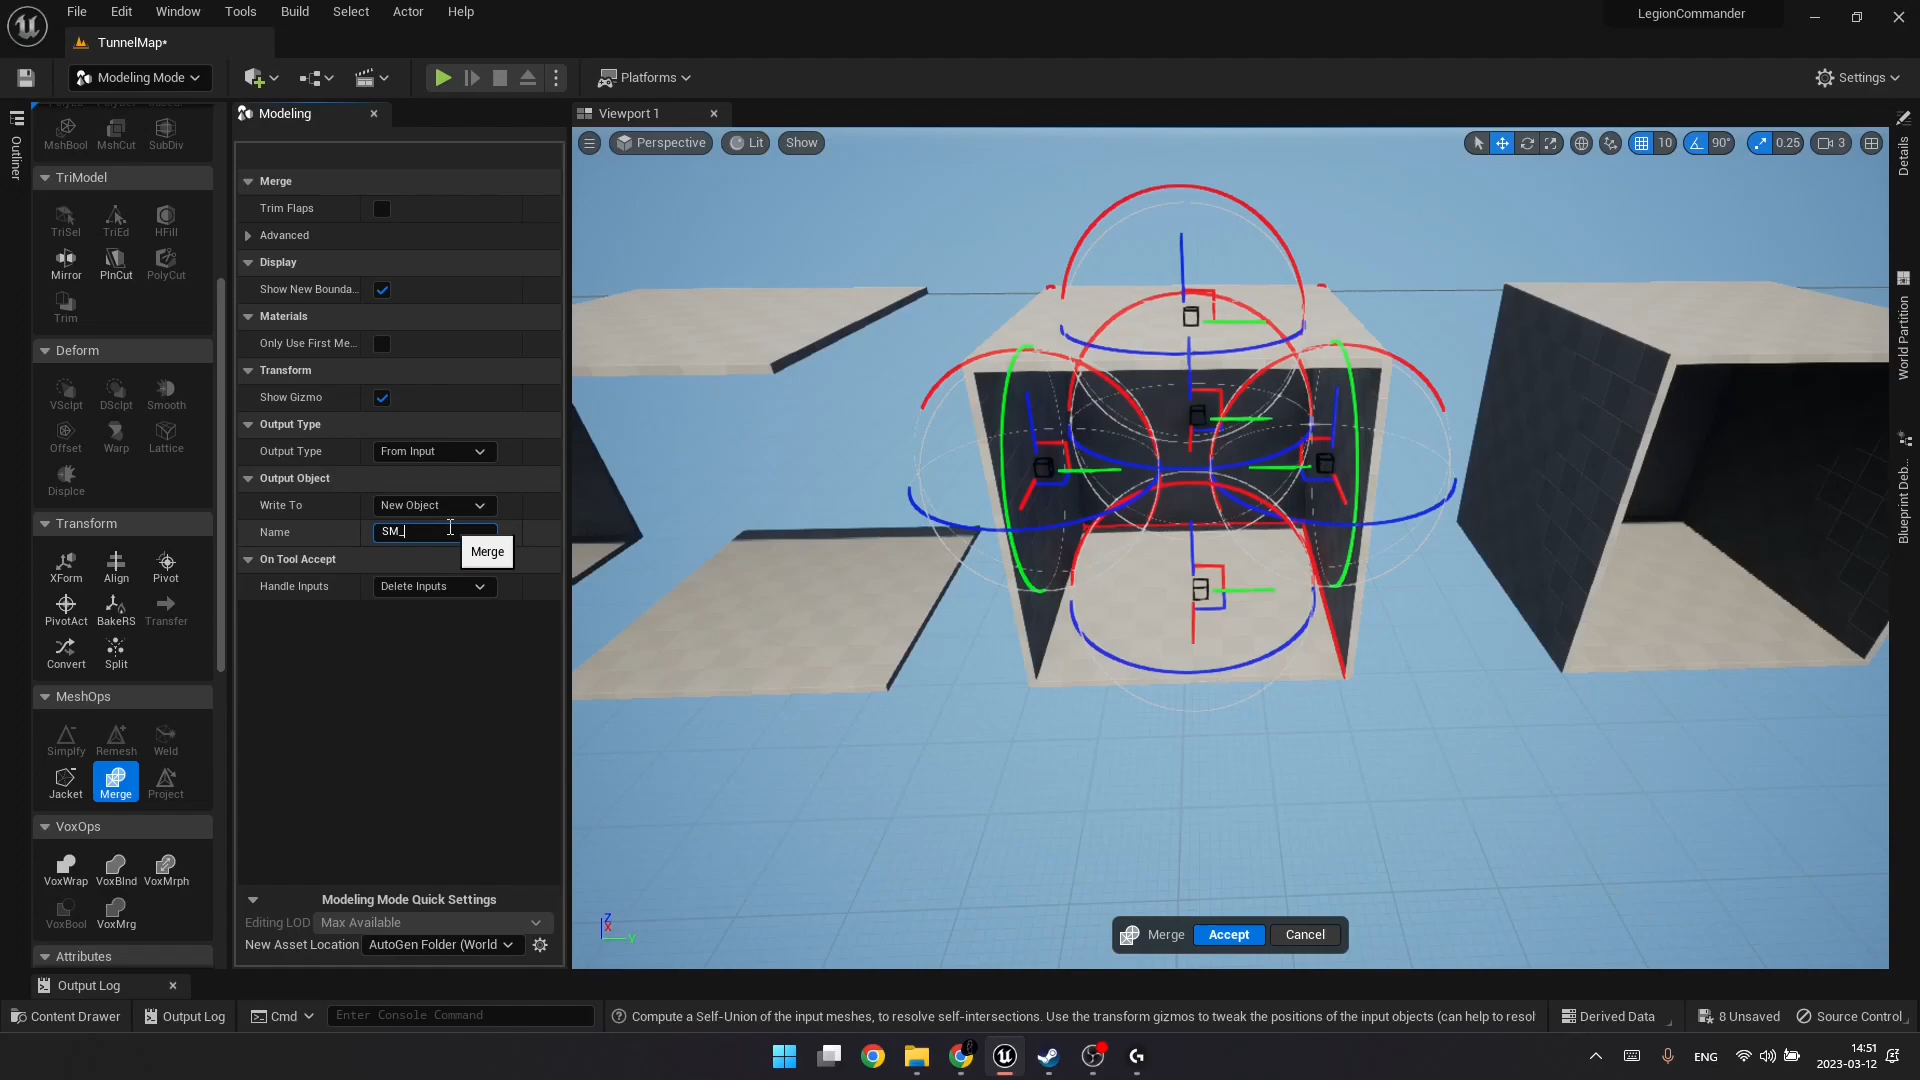 File Edit Window Tools Build Select Actor Help
LegionCommander
TunnelMap*
Modeling Mode
Platforms
Settings
Outliner
MshBool MshCut SubDiv
TriModel
TriSel TriEd HFill
Mirror PlnCut PolyCut
Trim
Deform
VSclpt DSclpt Smooth
Offset Warp Lattice
Displce
Transform
XForm Align Pivot
PivotAct BakeRS Transfer
Convert Split
MeshOps
Simplfy Remesh Weld
Jacket Merge Project
VoxOps
VoxWrap VoxBlnd VoxMrph
VoxBool VoxMrg
Attributes
Modeling
Merge
Trim Flaps
Advanced
Display
Show New Bounda...
Materials
Only Use First Me...
Transform
Show Gizmo
Output Type
Output Type From Input
Output Object
Write To New Object
Name SM_
Merge
On Tool Accept
Handle Inputs Delete Inputs
Modeling Mode Quick Settings
Editing LOD Max Available
New Asset Location AutoGen Folder (World
Viewport 1
Perspective Lit Show
10 90° 0.25 3
Z
X
Y
Merge Accept Cancel
Details
World Partition
Blueprint Deb...
Output Log
Content Drawer Output Log Cmd Enter Console Command
Compute a Self-Union of the input meshes, to resolve self-intersections. Use the transform gizmos to tweak the positions of the input objects (can help to resol
Derived Data 8 Unsaved Source Control
ENG
14:51
2023-03-12